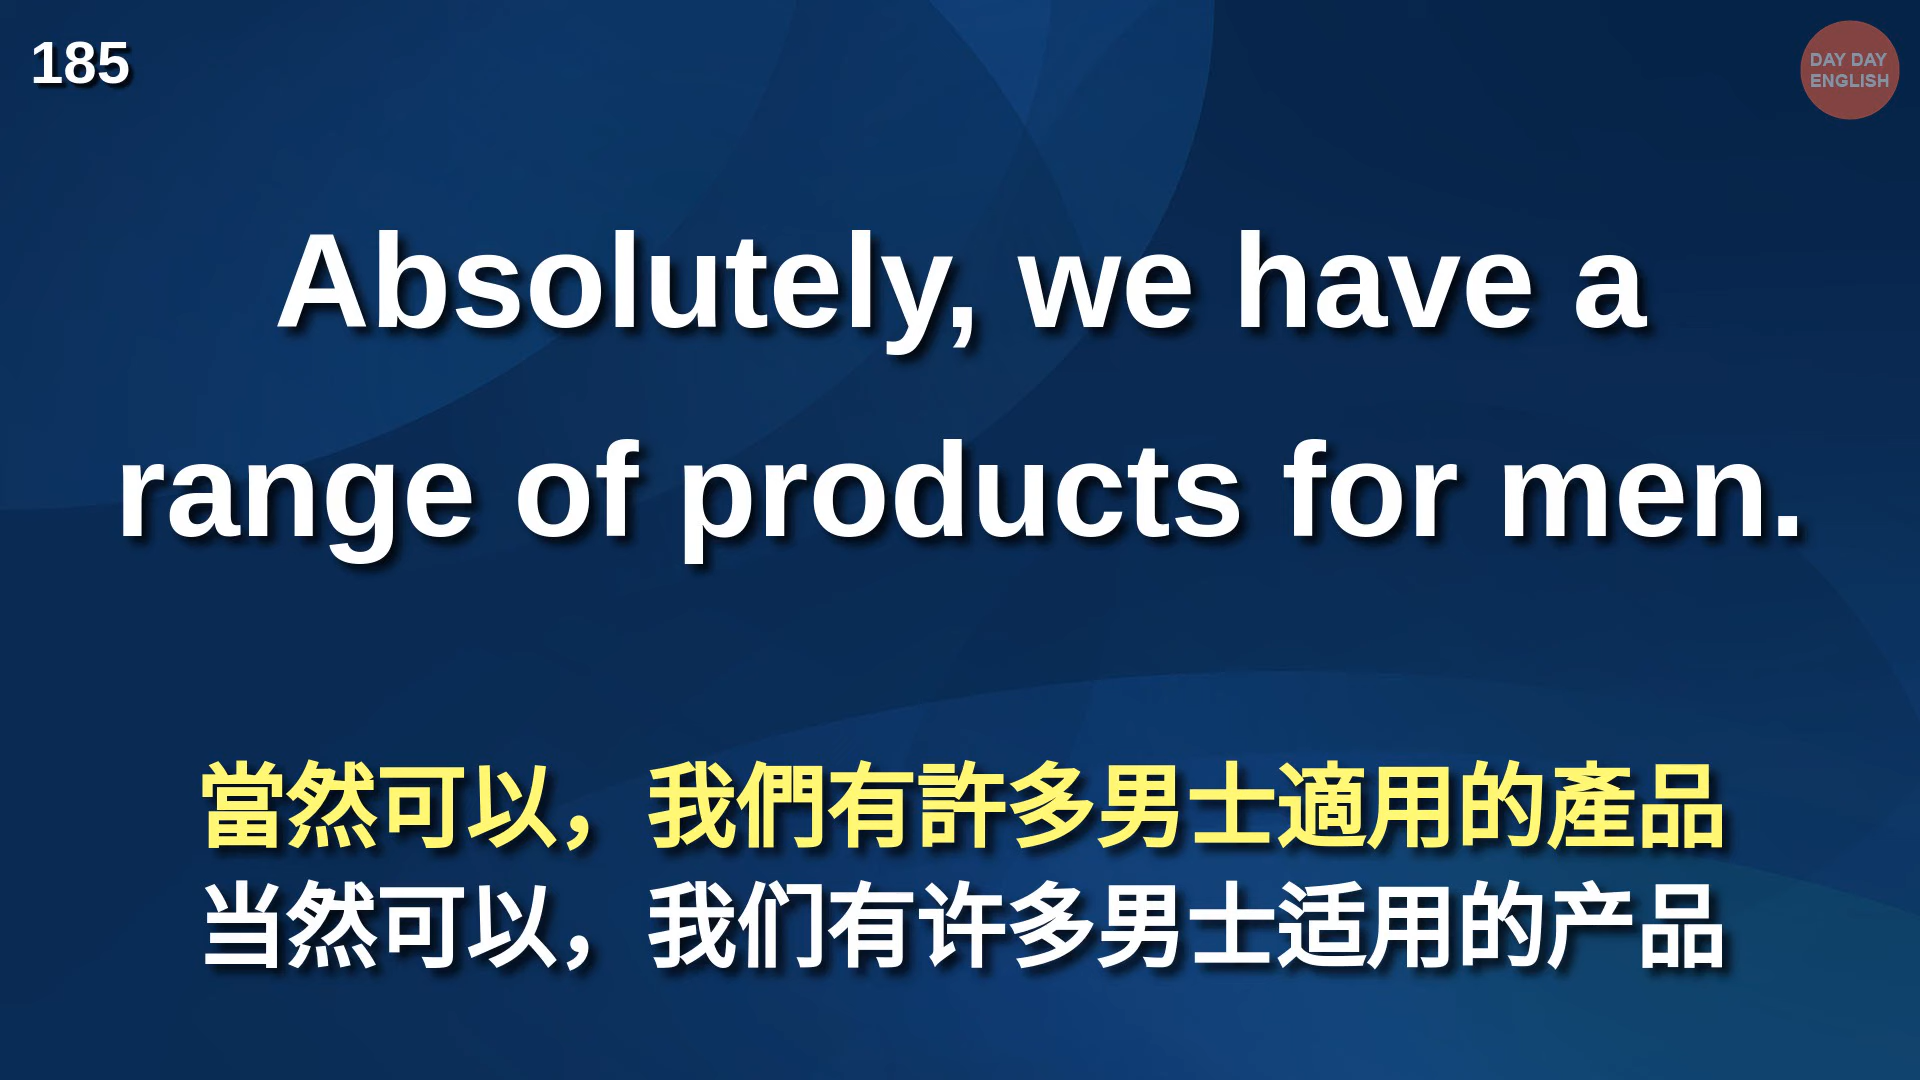 185
DAY DAY
ENGLISH
Absolutely, we have a
range of products for men.
當然可以，我們有許多男士適用的產品
当然可以，我们有许多男士适用的产品